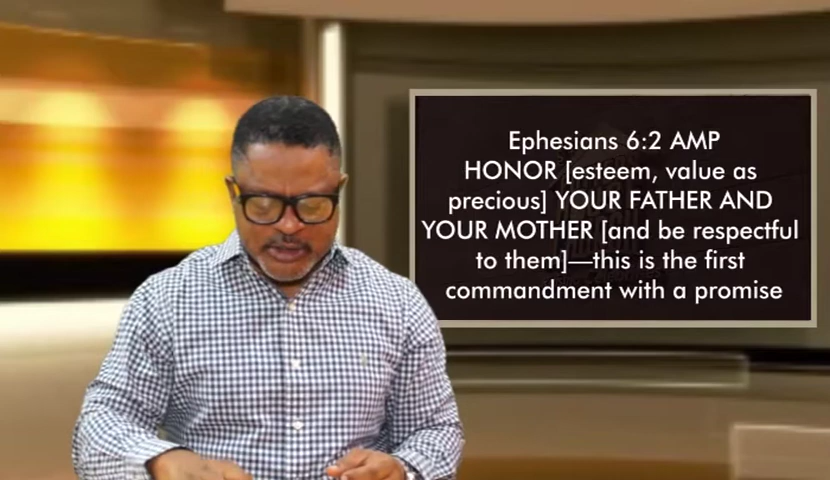 Ephesians 6:2 AMP
HONOR [esteem, value as
precious] YOUR FATHER AND
YOUR MOTHER [and be respectful
to them]—this is the first
commandment with a promise